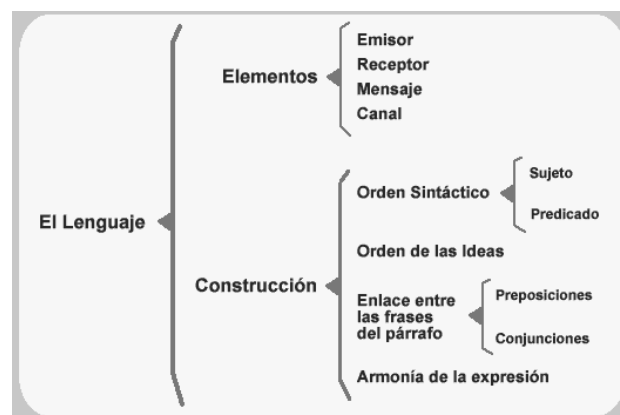 El Lenguaje
Elementos
Emisor
Receptor
Mensaje
Canal
Construcción
Orden Sintáctico
Sujeto
Predicado
Orden de las Ideas
Enlace entre
las frases
del párrafo
Preposiciones
Conjunciones
Armonía de la expresión